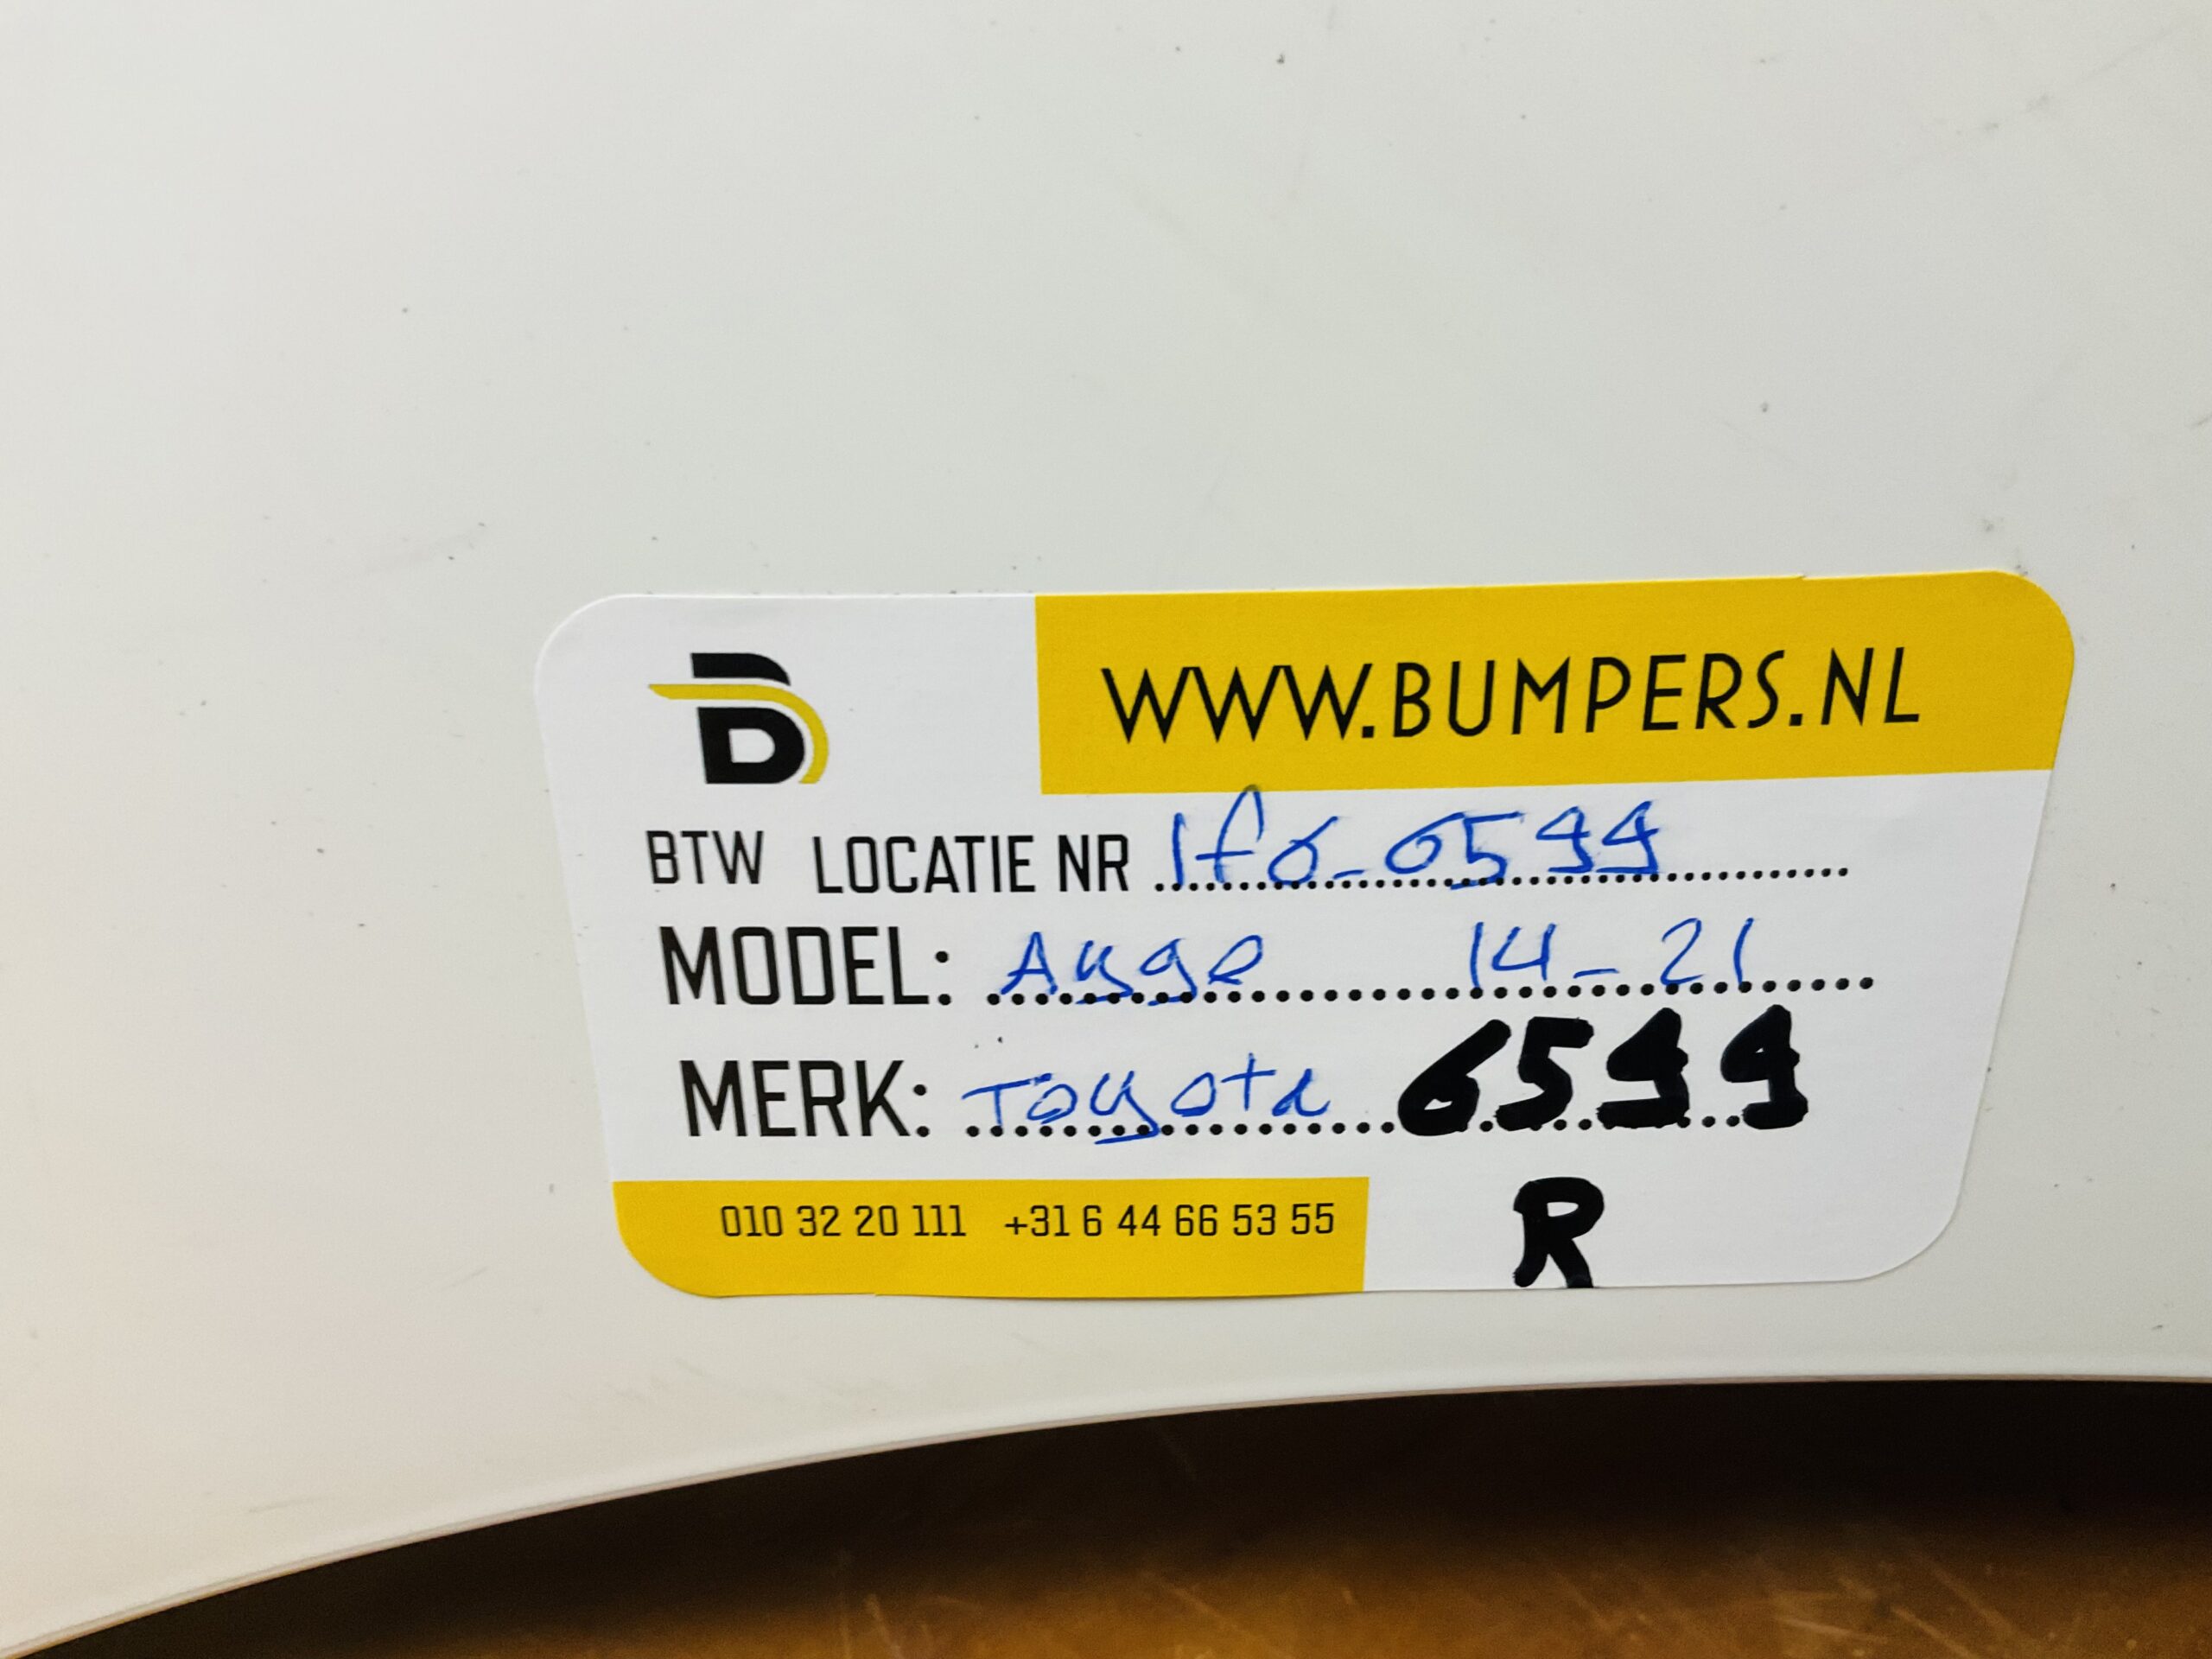 B
WWW.BUMPERS.NL
BTW LOCATIE NR 1f6-6599
MODEL: Aygo 14-21
MERK: Toyota 6599
010 32 20 111 +31 6 44 66 53 55
R